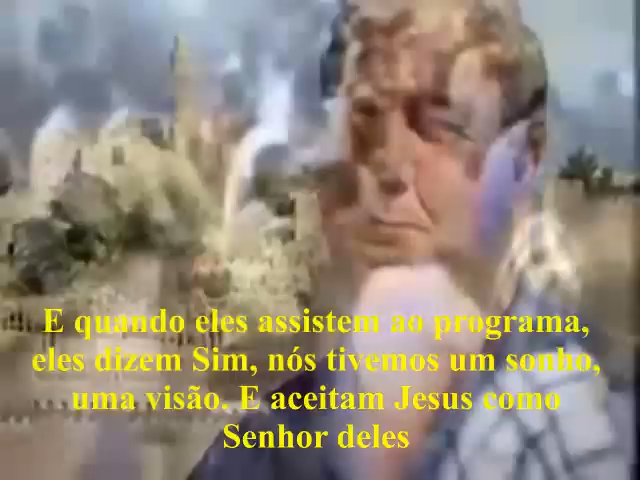 E quando eles assistem ao programa,
eles dizem Sim, nós tivemos um sonho,
uma visão. E aceitam Jesus como
Senhor deles